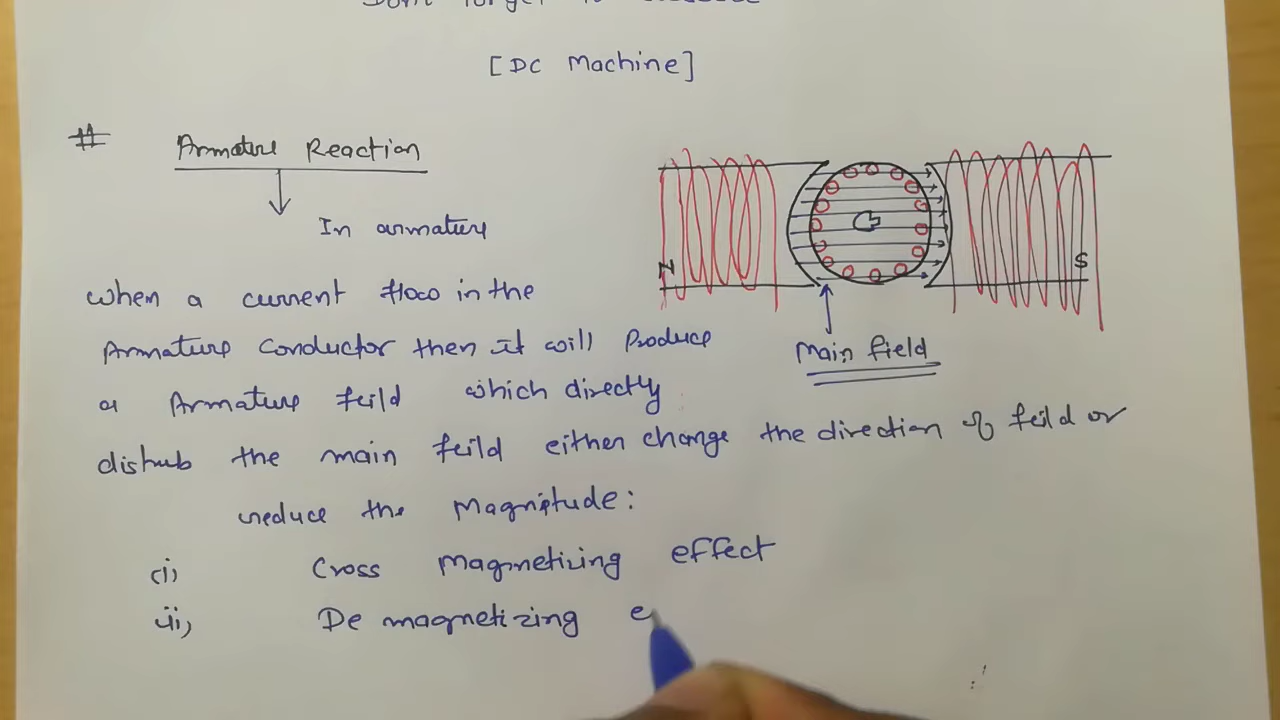 [DC Machine]
# Armature Reaction
In armature
when a current flow in the
Armature conductor then it will produce
a Armature feild which directly
disturb the main feild either change the direction of feild or
reduce the Magnitude:
(i) Cross magnetizing effect
ii) De magnetizing e
N
G
S
Main field